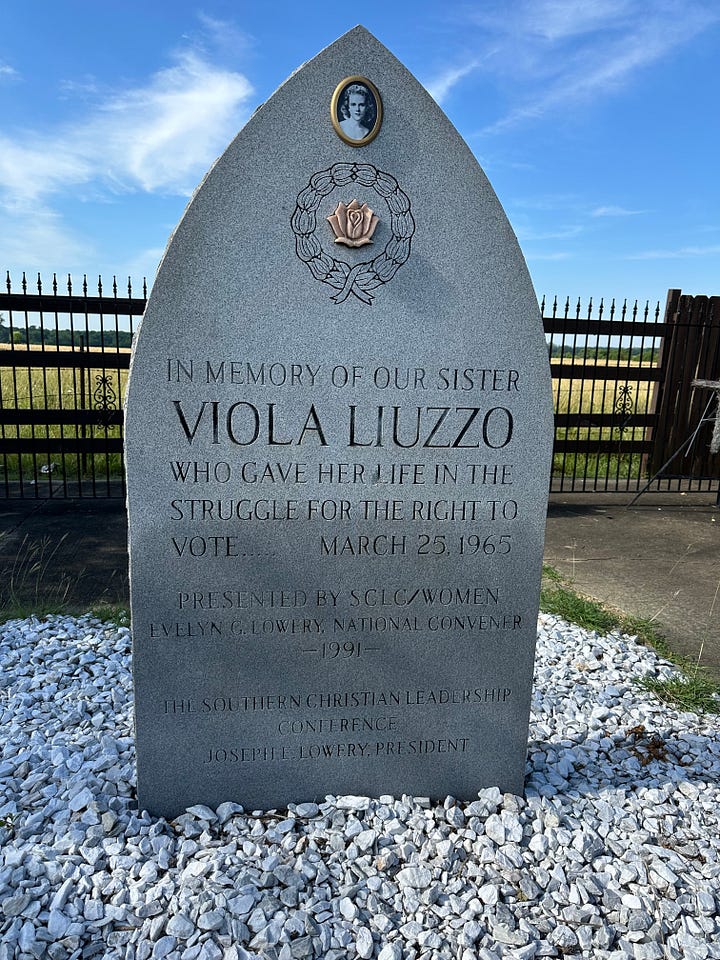 IN MEMORY OF OUR SISTER
VIOLA LIUZZO
WHO GAVE HER LIFE IN THE
STRUGGLE FOR THE RIGHT TO
VOTE..... MARCH 25, 1965
PRESENTED BY SCLC/WOMEN
EVELYN G. LOWERY, NATIONAL CONVENER
—1991—
THE SOUTHERN CHRISTIAN LEADERSHIP
CONFERENCE
JOSEPH E. LOWERY, PRESIDENT